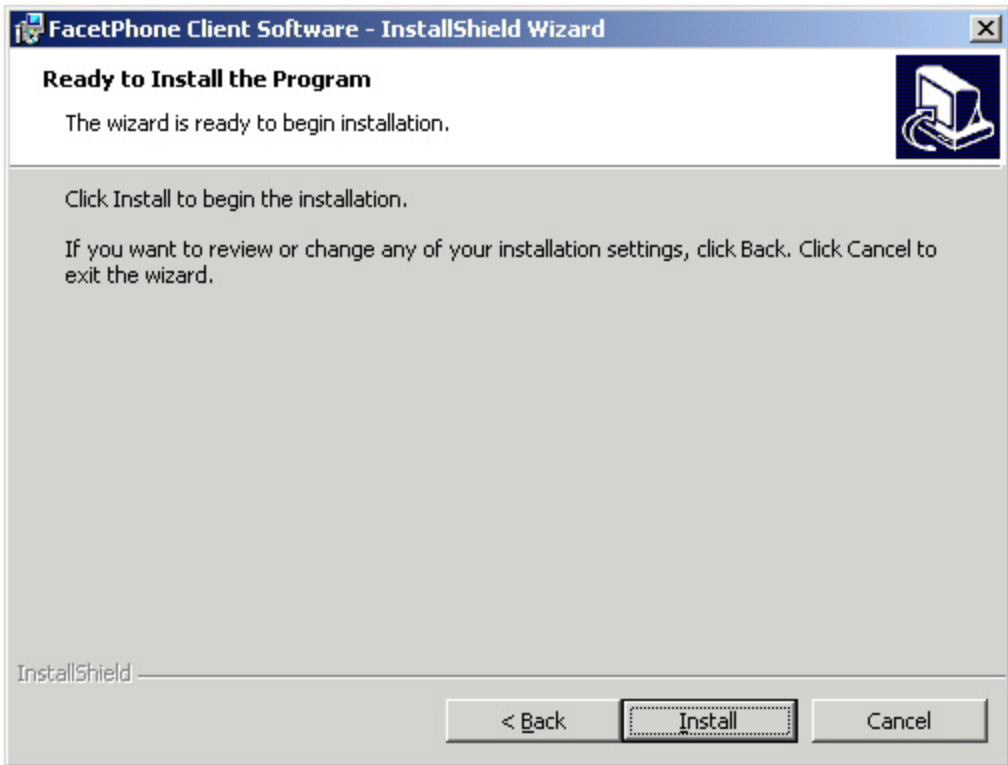 FacetPhone Client Software - InstallShield Wizard
Ready to Install the Program
The wizard is ready to begin installation.
Click Install to begin the installation.
If you want to review or change any of your installation settings, click Back. Click Cancel to
exit the wizard.
InstallShield
< Back
Install
Cancel